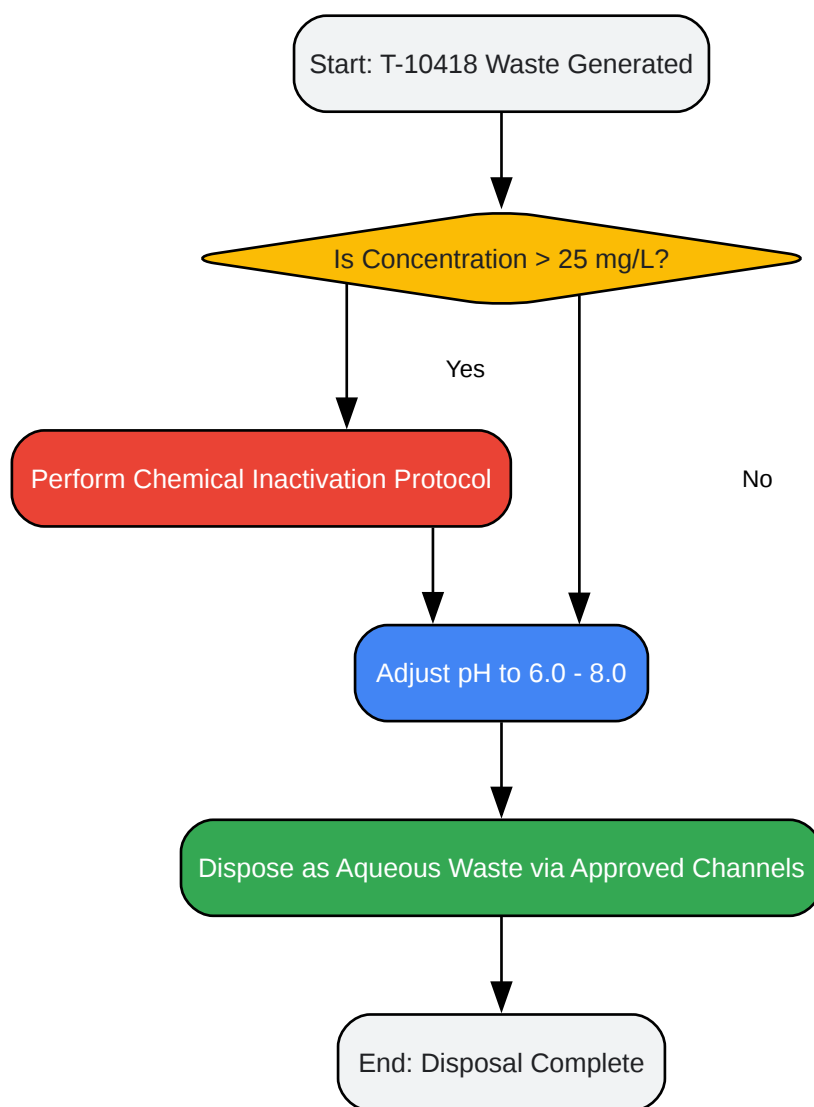 Start: T-10418 Waste Generated
Is Concentration > 25 mg/L?
Yes
Perform Chemical Inactivation Protocol
No
Adjust pH to 6.0 - 8.0
Dispose as Aqueous Waste via Approved Channels
End: Disposal Complete